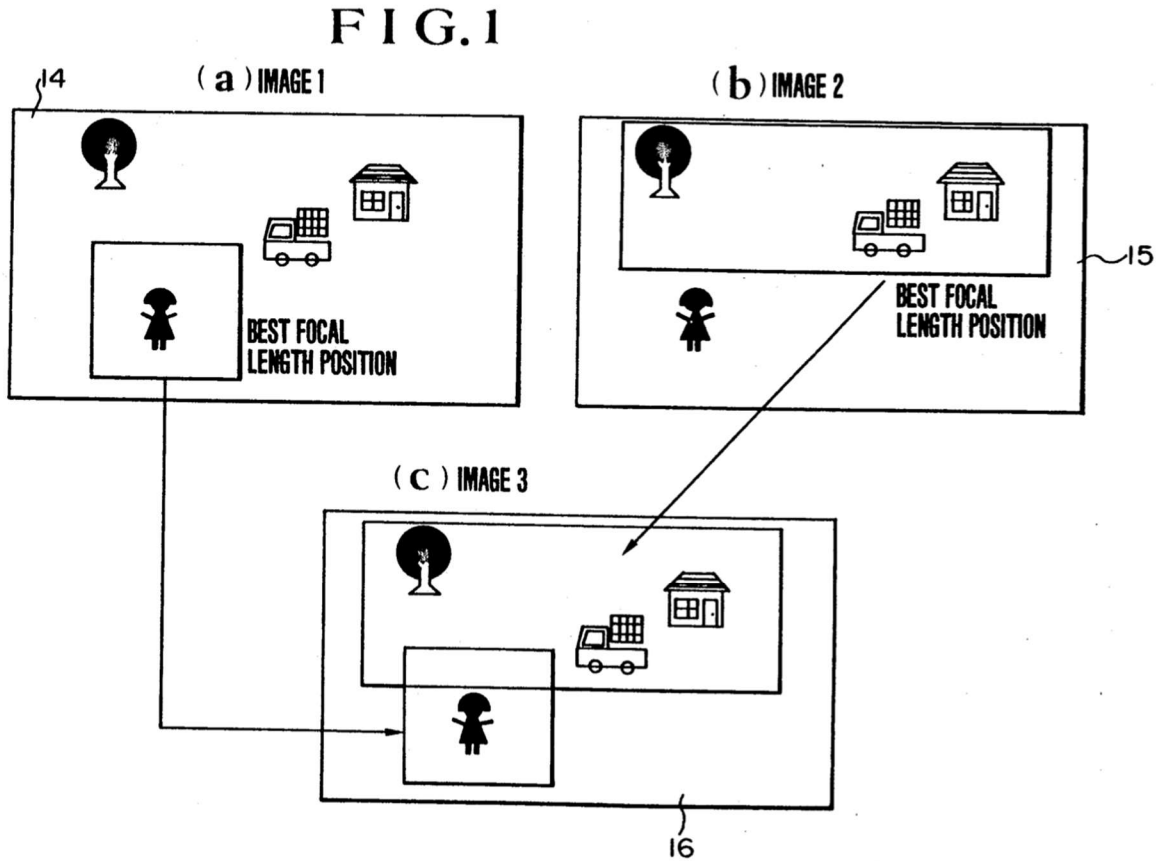 FIG.1
(a) IMAGE 1
(b) IMAGE 2
14
15
BEST FOCAL
LENGTH POSITION
BEST FOCAL
LENGTH POSITION
(c) IMAGE 3
16